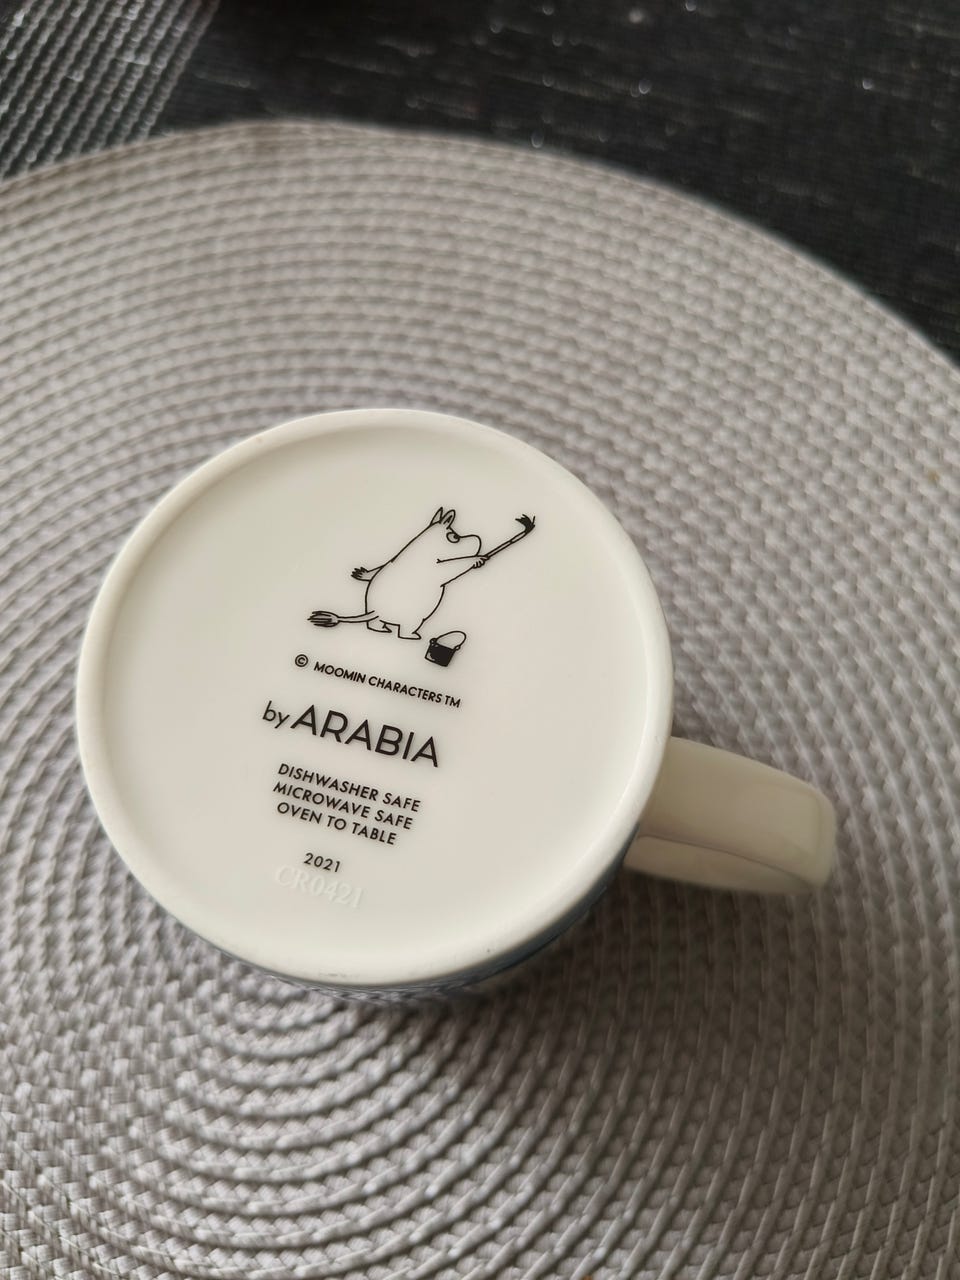 © MOOMIN CHARACTERS TM
by ARABIA
DISHWASHER SAFE
MICROWAVE SAFE
OVEN TO TABLE
2021
CR0421